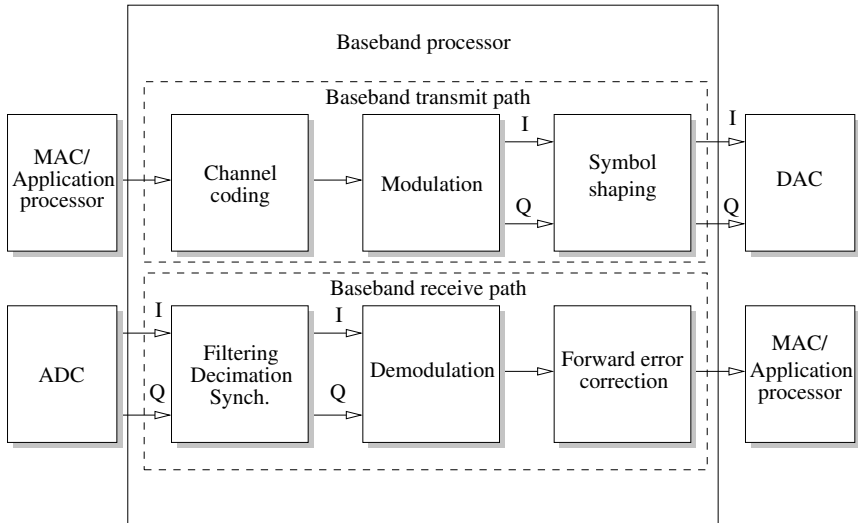 Baseband processor
Baseband transmit path
MAC/
Application
processor
Channel
coding
Modulation
I
Q
Symbol
shaping
I
Q
DAC
Baseband receive path
ADC
I
Q
Filtering
Decimation
Synch.
I
Q
Demodulation
Forward error
correction
MAC/
Application
processor